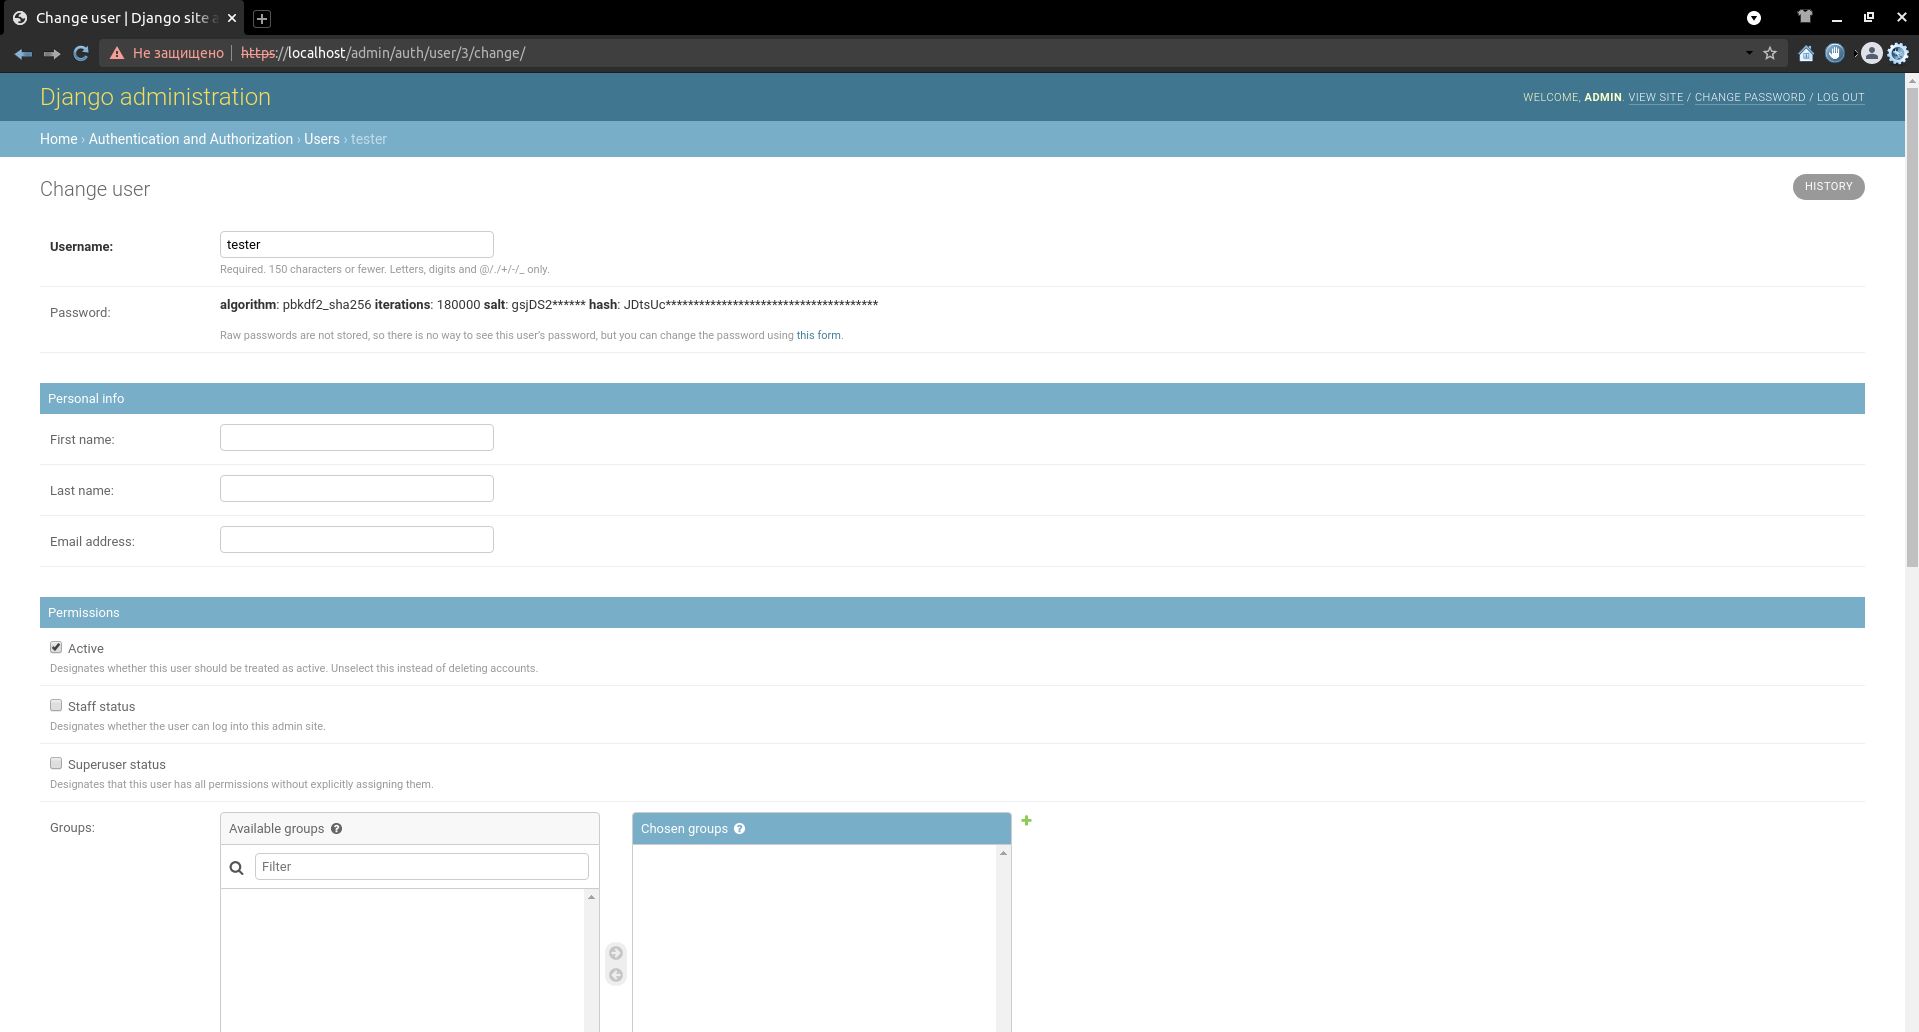 Change user | Django site a
Не защищено
https://localhost/admin/auth/user/3/change/
Django administration
WELCOME, ADMIN. VIEW SITE / CHANGE PASSWORD / LOG OUT
Home › Authentication and Authorization › Users › tester
Change user
HISTORY
Username:
tester
Required. 150 characters or fewer. Letters, digits and @/./+/-/_ only.
Password:
algorithm: pbkdf2_sha256 iterations: 180000 salt: gsjDS2****** hash: JDtsUc**************************************
Raw passwords are not stored, so there is no way to see this user's password, but you can change the password using this form.
Personal info
First name:
Last name:
Email address:
Permissions
Active
Designates whether this user should be treated as active. Unselect this instead of deleting accounts.
Staff status
Designates whether the user can log into this admin site.
Superuser status
Designates that this user has all permissions without explicitly assigning them.
Groups:
Available groups
Chosen groups
Filter